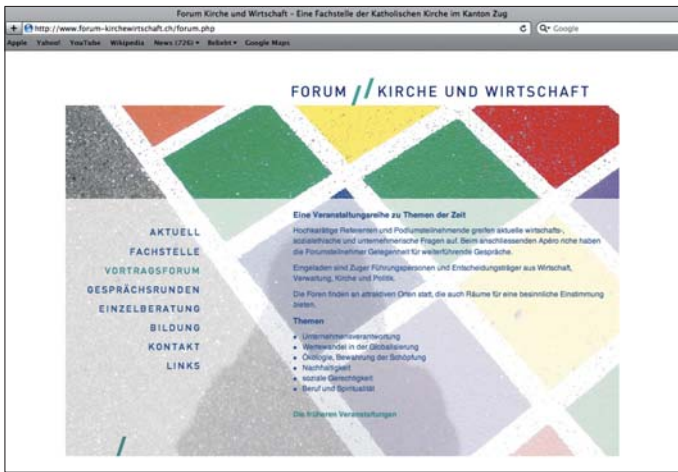 Forum Kirche und Wirtschaft - Eine Fachstelle der Katholischen Kirche im Kanton Zug
http://www.forum-kirchewirtschaft.ch/forum.php
Google
Apple Yahoo! YouTube Wikipedia News (726) Beliebt Google Maps
FORUM // KIRCHE UND WIRTSCHAFT
AKTUELL
FACHSTELLE
VORTRAGSFORUM
GESPRÄCHSRUNDEN
EINZELBERATUNG
BILDUNG
KONTAKT
LINKS
Eine Veranstaltungsreihe zu Themen der Zeit
Hochkarätige Referenten und Podiumsteilnehmende greifen aktuelle wirtschafts-,
sozialethische und unternehmerische Fragen auf. Beim anschliessenden Apéro riche haben
die Forumsteilnehmer Gelegenheit für weiterführende Gespräche.
Eingeladen sind Zuger Führungspersonen und Entscheidungsträger aus Wirtschaft,
Verwaltung, Kirche und Politik.
Die Foren finden an attraktiven Orten statt, die auch Räume für eine besinnliche Einstimmung
bieten.
Themen
• Unternehmensverantwortung
• Wertewandel in der Globalisierung
• Ökologie, Bewahrung der Schöpfung
• Nachhaltigkeit
• soziale Gerechtigkeit
• Beruf und Spiritualität
Die früheren Veranstaltungen